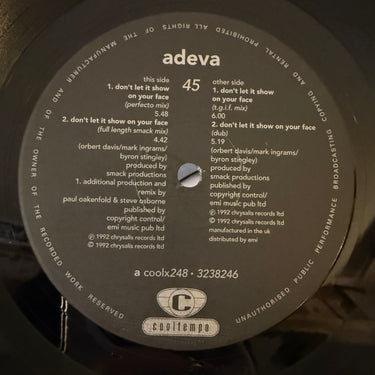 adeva
this side
1. don't let it show
on your face
(perfecto mix)
5.48
2. don't let it show on your face
(full length smack mix)
4.42
(orbert davis/mark ingrams/
byron stingley)
produced by
smack productions
1. additional production and
remix by
paul oakenfold & steve osborne
published by
copyright control/
emi music pub ltd
℗ 1992 chrysalis records ltd
© 1992 chrysalis records ltd
45
other side
1. don't let it show on your
face
(t.g.i.f. mix)
6.00
2. don't let it show on your face
(dub)
5.19
(orbert davis/mark ingrams/
byron stingley)
produced by
smack productions
published by
copyright control/
emi music pub ltd
℗ 1992 chrysalis records ltd
© 1992 chrysalis records ltd
manufactured in the uk
distributed by emi
a coolx248 · 3238246
C
cooltempo
ALL RIGHTS OF THE MANUFACTURER AND OF THE OWNER OF THE RECORDED WORK RESERVED
UNAUTHORISED PUBLIC PERFORMANCE BROADCASTING COPYING AND RENTAL PROHIBITED